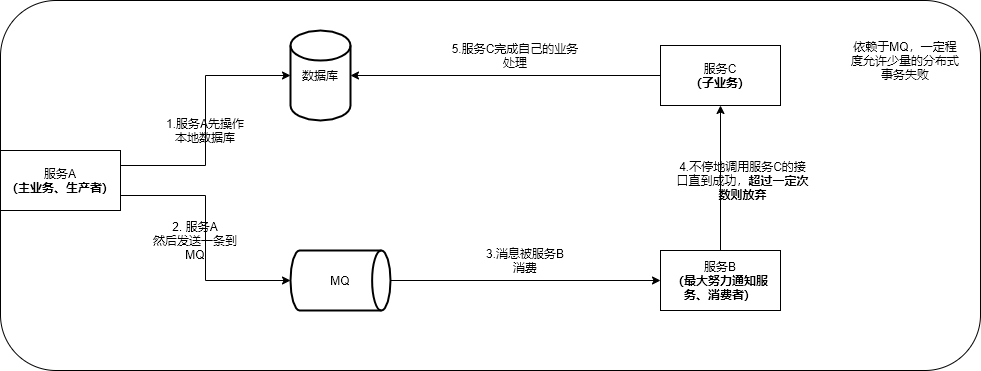 5.服务C完成自己的业务
处理
依赖于MQ，一定程
度允许少量的分布式
事务失败
数据库
服务C
（子业务）
1.服务A先操作
本地数据库
服务A
（主业务、生产者）
4.不停地调用服务C的接
口直到成功，超过一定次
数则放弃
2. 服务A
然后发送一条到
MQ
3.消息被服务B
消费
MQ
服务B
（最大努力通知服
务、消费者）